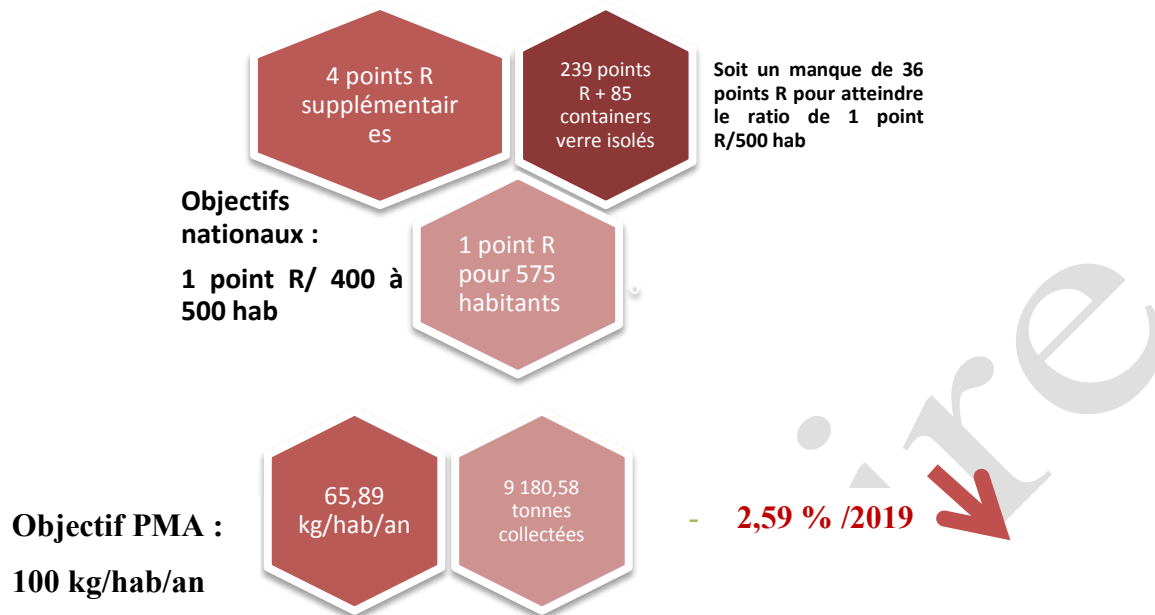 4 points R
supplémentair
es
239 points
R + 85
containers
verre isolés
Soit un manque de 36
points R pour atteindre
le ratio de 1 point
R/500 hab
Objectifs
nationaux :
1 point R/ 400 à
500 hab
1 point R
pour 575
habitants
65,89
kg/hab/an
9 180,58
tonnes
collectées
- 2,59 % /2019
Objectif PMA :
100 kg/hab/an
ire